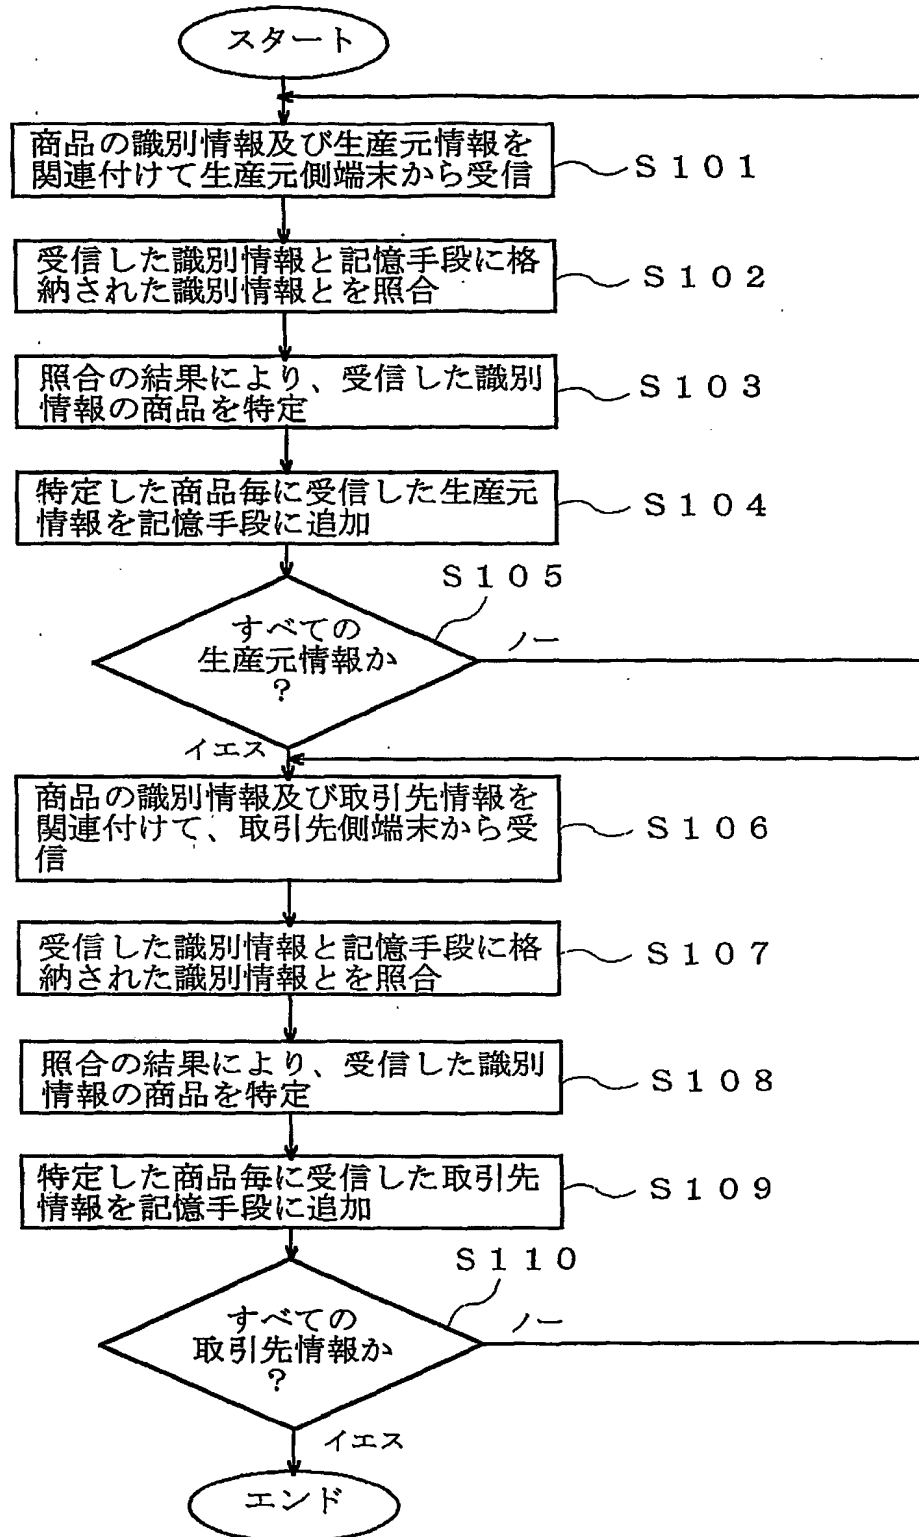 スタート
商品の識別情報及び生産元情報を
関連付けて生産元側端末から受信
S101
受信した識別情報と記憶手段に格
納された識別情報とを照合
S102
照合の結果により、受信した識別
情報の商品を特定
S103
特定した商品毎に受信した生産元
情報を記憶手段に追加
S104
S105
すべての
生産元情報か
?
ノー
イエス
商品の識別情報及び取引先情報を
関連付けて、取引先側端末から受
信
S106
受信した識別情報と記憶手段に格
納された識別情報とを照合
S107
照合の結果により、受信した識別
情報の商品を特定
S108
特定した商品毎に受信した取引先
情報を記憶手段に追加
S109
S110
すべての
取引先情報か
?
ノー
イエス
エンド